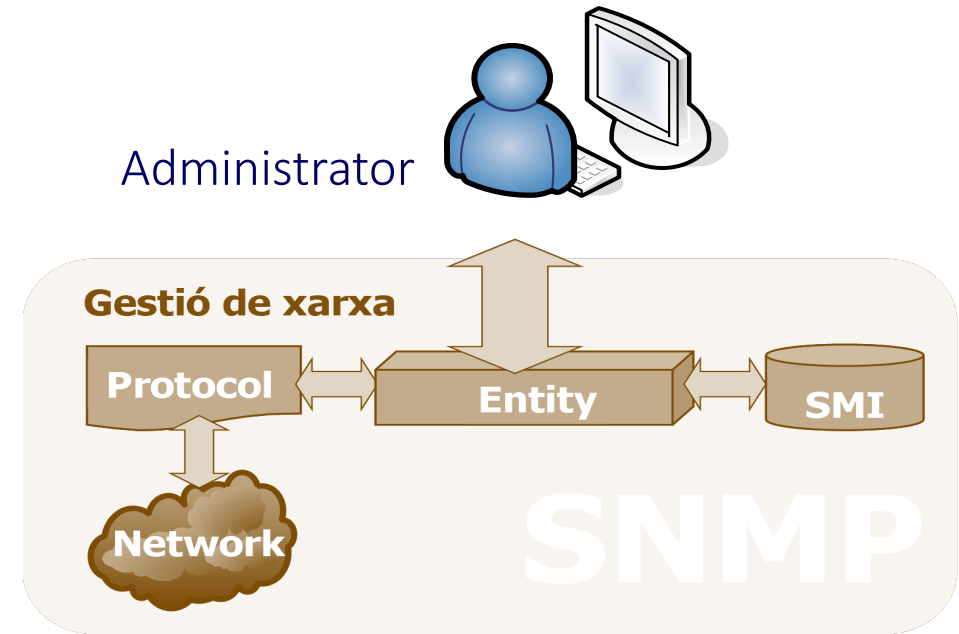 Administrator
Gestió de xarxa
Protocol
Entity
SMI
Network
SNMP